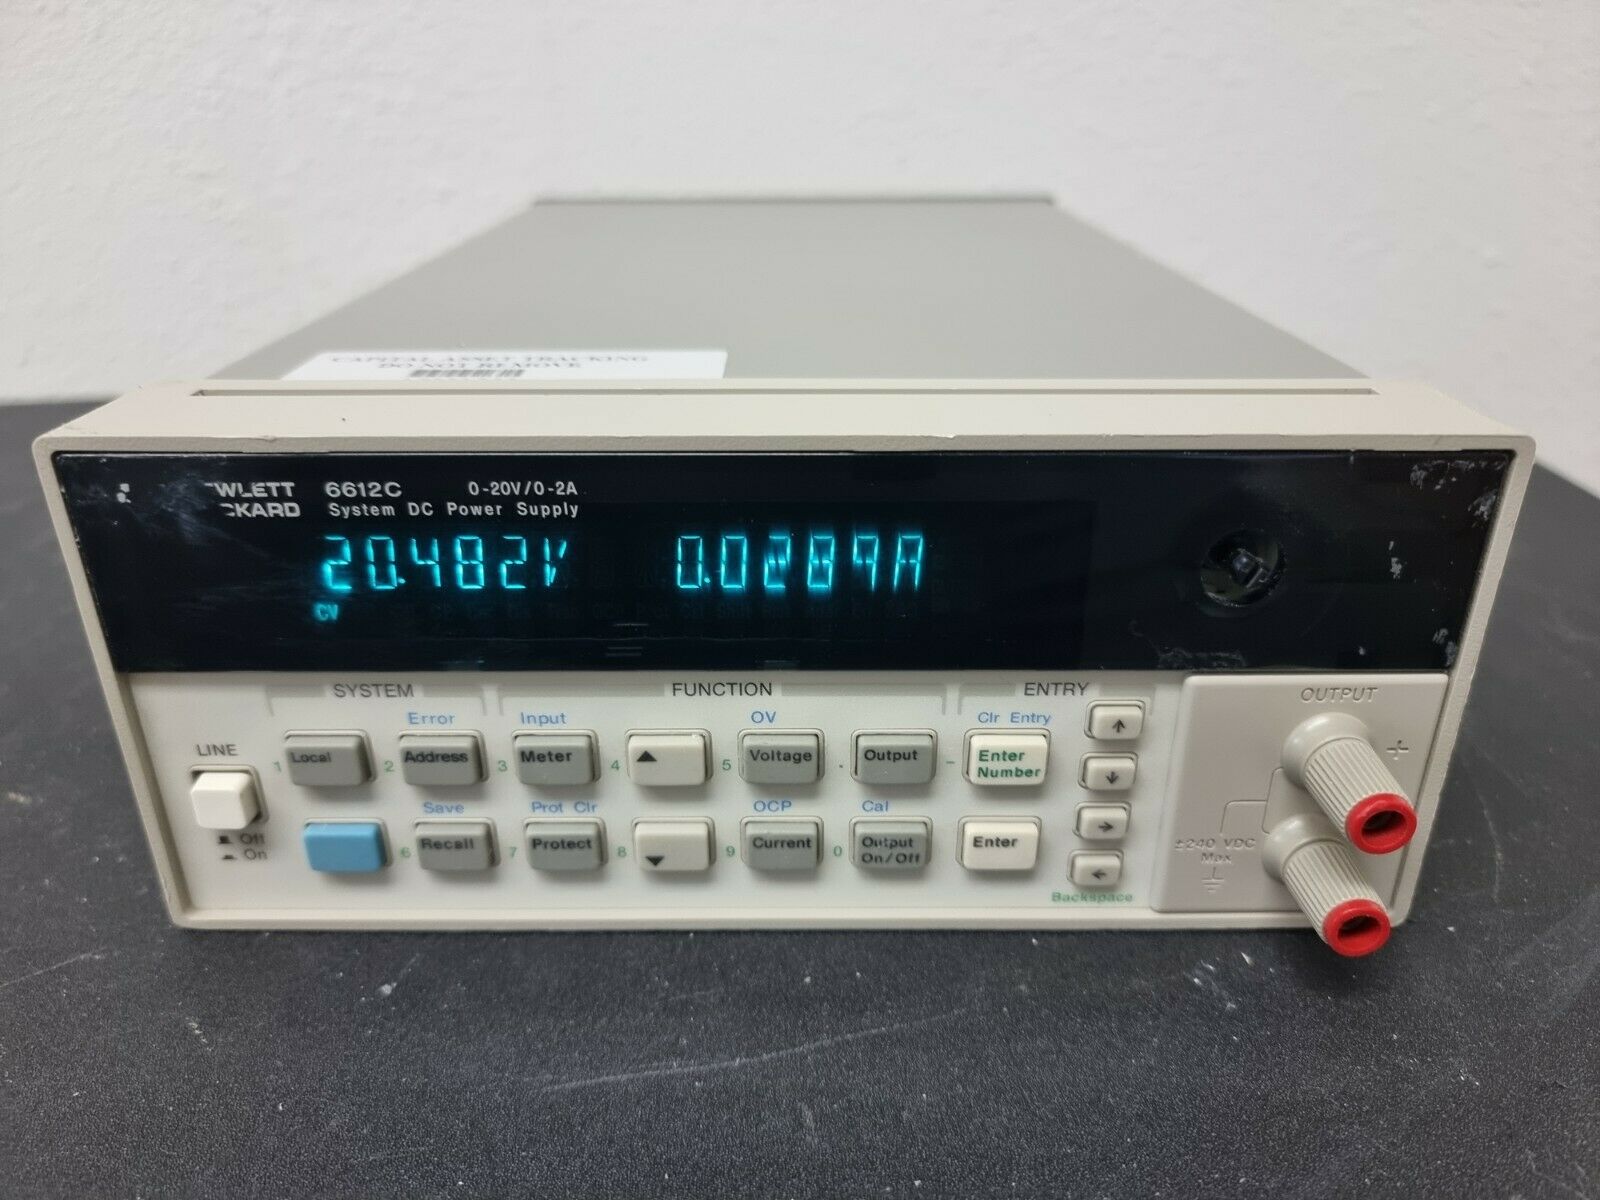 CAPITAL ASSET TRACKING
DO NOT REMOVE
WLETT 6612C 0-20V/0-2A
CKARD System DC Power Supply
20.482V
CV
SYSTEM FUNCTION ENTRY OUTPUT
Error Input OV Clr Entry
LINE
1 Local 2 Address 3 Meter 4 5 Voltage . Output - Enter Number
Save Prot Clr OCP Cal
Off
On
6 Recall 7 Protect 8 9 Current 0 Output On/Off Enter
Backspace
+
±240 VDC
Max